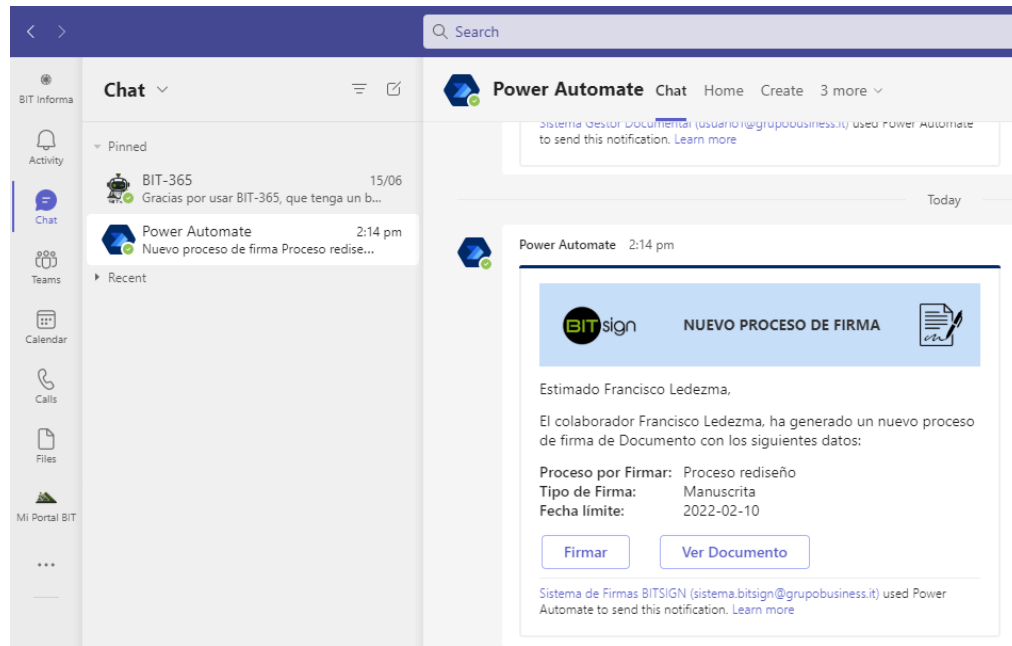 Search
BIT Informa
Activity
Chat
Teams
Calendar
Calls
Files
Mi Portal BIT
Chat
Pinned
BIT-365 15/06
Gracias por usar BIT-365, que tenga un b...
Power Automate 2:14 pm
Nuevo proceso de firma Proceso redise...
Recent
Power Automate Chat Home Create 3 more
Sistema Gestor Documental (usuario1@grupobusiness.it) used Power Automate
to send this notification. Learn more
Today
Power Automate 2:14 pm
BITsign NUEVO PROCESO DE FIRMA
Estimado Francisco Ledezma,
El colaborador Francisco Ledezma, ha generado un nuevo proceso
de firma de Documento con los siguientes datos:
Proceso por Firmar: Proceso rediseño
Tipo de Firma: Manuscrita
Fecha límite: 2022-02-10
Firmar Ver Documento
Sistema de Firmas BITSIGN (sistema.bitsign@grupobusiness.it) used Power
Automate to send this notification. Learn more